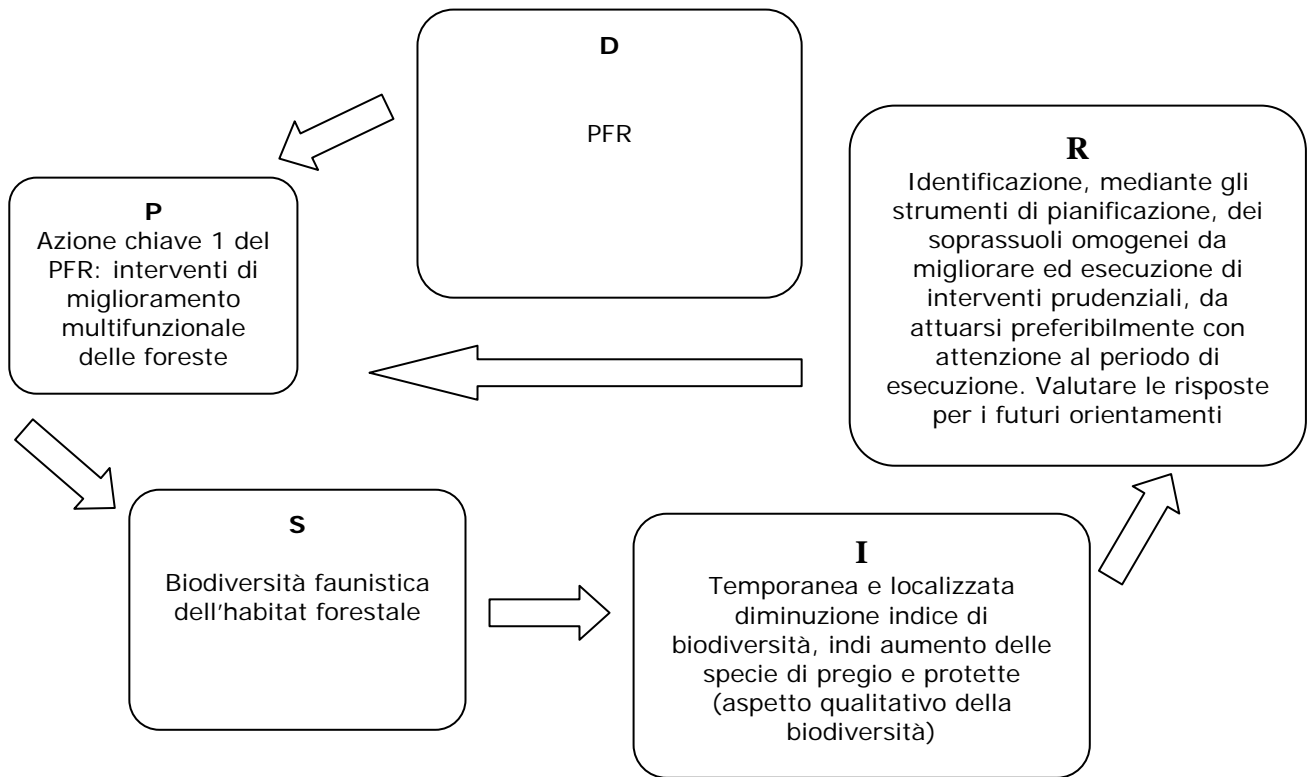 D
PFR
P
Azione chiave 1 del
PFR: interventi di
miglioramento
multifunzionale
delle foreste
R
Identificazione, mediante gli
strumenti di pianificazione, dei
soprassuoli omogenei da
migliorare ed esecuzione di
interventi prudenziali, da
attuarsi preferibilmente con
attenzione al periodo di
esecuzione. Valutare le risposte
per i futuri orientamenti
S
Biodiversità faunistica
dell'habitat forestale
I
Temporanea e localizzata
diminuzione indice di
biodiversità, indi aumento delle
specie di pregio e protette
(aspetto qualitativo della
biodiversità)